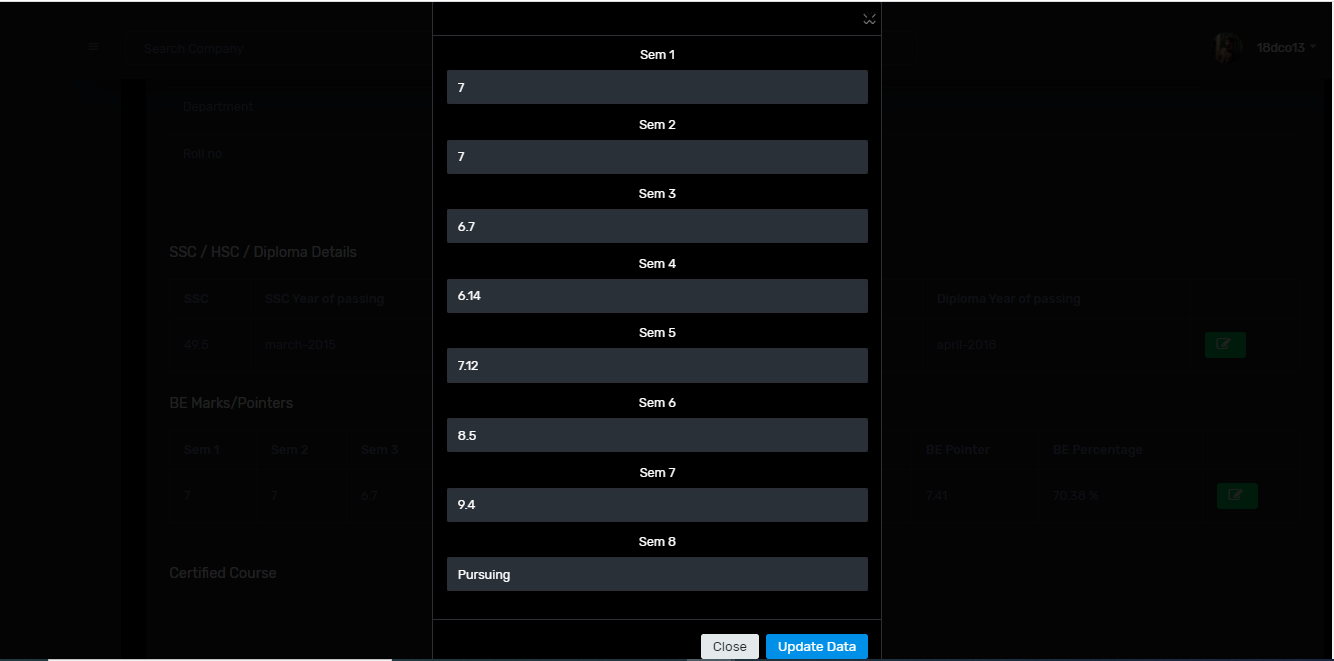 Search Company
18dco13
Department
Roll no
SSC / HSC / Diploma Details
SSC SSC Year of passing Diploma Year of passing
49.5 march-2015 april-2018
BE Marks/Pointers
Sem 1 Sem 2 Sem 3 BE Pointer BE Percentage
7 7 6.7 7.41 70.38 %
Certified Course
Sem 1
7
Sem 2
7
Sem 3
6.7
Sem 4
6.14
Sem 5
7.12
Sem 6
8.5
Sem 7
9.4
Sem 8
Pursuing
Close Update Data